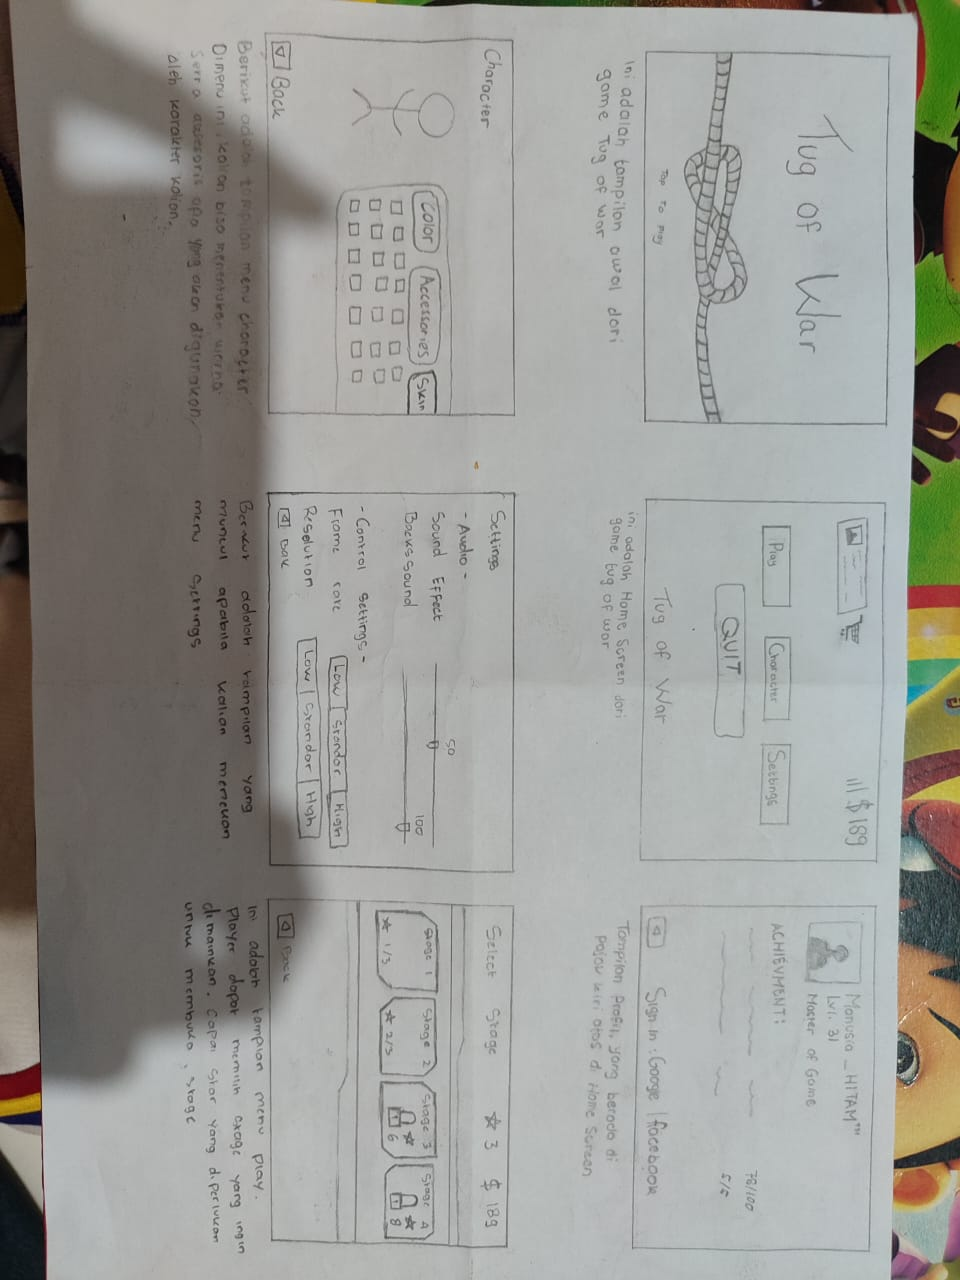 Tug of War
Tap To Play
Ini adalah tampilan awal dari
game Tug of war
$ 189
Play
Character
Settings
QUIT
Tug of War
ini adalah Home Screen dari
game tug of war
Manusia _ HITAM™
Lvl. 31
Master of Game
ACHIEVMENT:
78/100
5/5
Sign In : Google | facebook
Tampilan Profil, yang berada di
Pojok kiri atas di Home Screen
Character
Color
Accessories
Skin
Back
Berikut adalah tampilan menu character
Dimenu ini, kalian bisa menentukan warna
serta aksesoris apa yang akan digunakan
oleh karakter kalian.
Settings
- Audio -
Sound Effect
50
Backsound
100
- Control settings -
Frame rate
Low | Standar | High
Resolution
Low | Standar | High
Bak
Berikut adalah tampilan yang
muncul apabila kalian menekan
menu settings
Select Stage ★ 3 $ 189
Stage 1
★ 1/3
Stage 2
★ 2/3
Stage 3
★ 6
Stage 4
★ 8
Back
Ini adalah tampilan menu play.
Player dapat memilih stage yang ingin
dimainkan. Capai star yang diperlukan
untuk membuka, stage